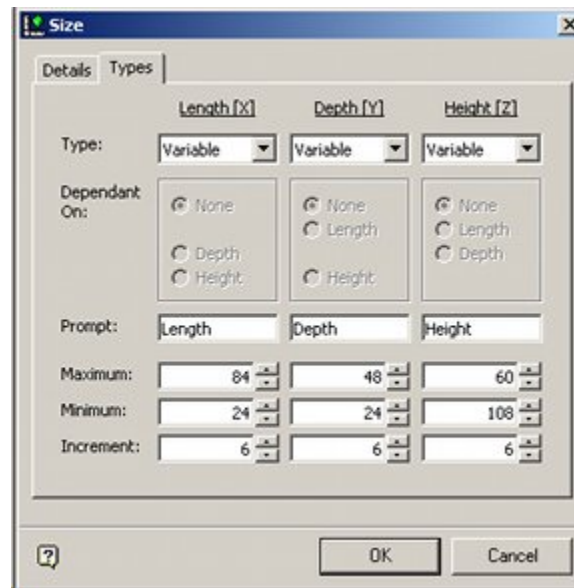 Size
Details Types
Length [X] Depth [Y] Height [Z]
Type: Variable Variable Variable
Dependant On: None None None
Length Length
Depth Depth
Height Height
Prompt: Length Depth Height
Maximum: 84 48 60
Minimum: 24 24 108
Increment: 6 6 6
OK Cancel